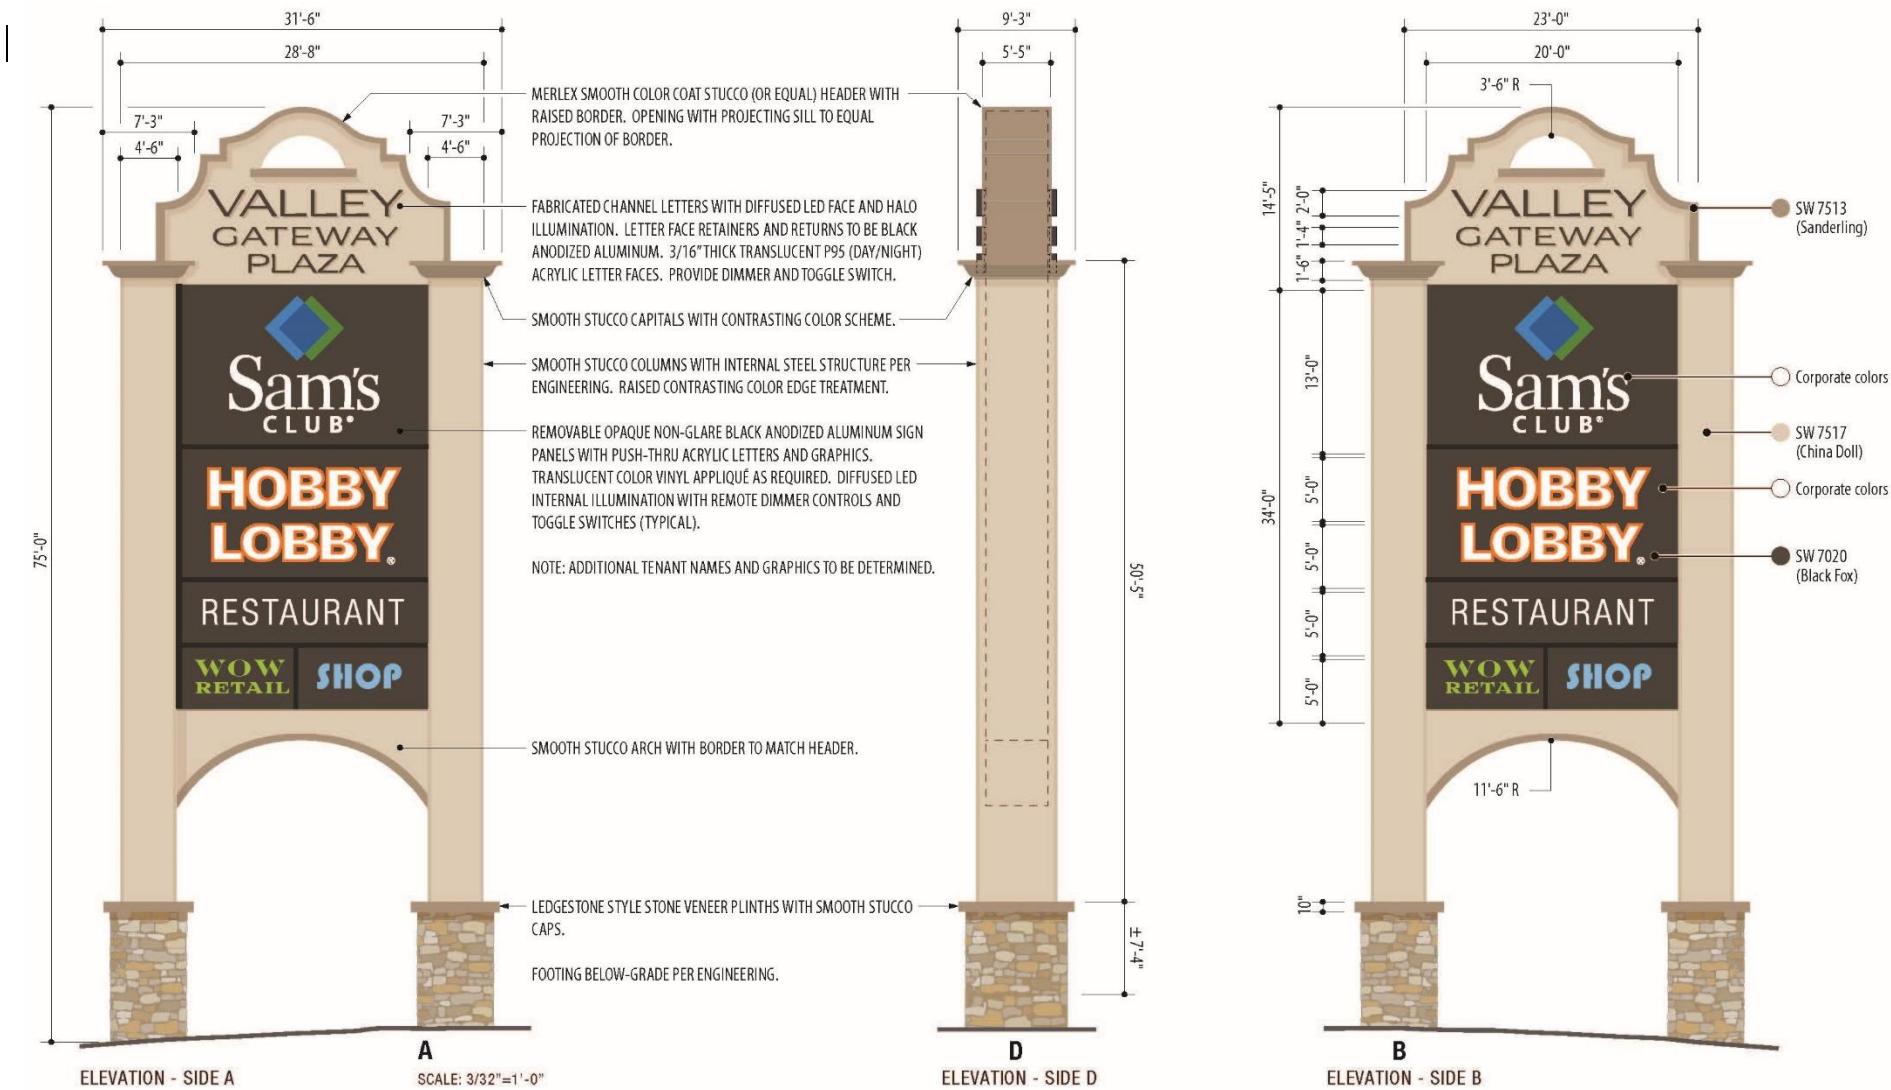 31'-6"
28'-8"
7'-3"
7'-3"
4'-6"
4'-6"
75'-0"
VALLEY
GATEWAY
PLAZA
Sam's
CLUB®
HOBBY
LOBBY®
RESTAURANT
WOW
RETAIL
SHOP
A
ELEVATION - SIDE A
SCALE: 3/32"=1'-0"
MERLEX SMOOTH COLOR COAT STUCCO (OR EQUAL) HEADER WITH
RAISED BORDER. OPENING WITH PROJECTING SILL TO EQUAL
PROJECTION OF BORDER.
FABRICATED CHANNEL LETTERS WITH DIFFUSED LED FACE AND HALO
ILLUMINATION. LETTER FACE RETAINERS AND RETURNS TO BE BLACK
ANODIZED ALUMINUM. 3/16" THICK TRANSLUCENT P95 (DAY/NIGHT)
ACRYLIC LETTER FACES. PROVIDE DIMMER AND TOGGLE SWITCH.
SMOOTH STUCCO CAPITALS WITH CONTRASTING COLOR SCHEME.
SMOOTH STUCCO COLUMNS WITH INTERNAL STEEL STRUCTURE PER
ENGINEERING. RAISED CONTRASTING COLOR EDGE TREATMENT.
REMOVABLE OPAQUE NON-GLARE BLACK ANODIZED ALUMINUM SIGN
PANELS WITH PUSH-THRU ACRYLIC LETTERS AND GRAPHICS.
TRANSLUCENT COLOR VINYL APPLIQUÉ AS REQUIRED. DIFFUSED LED
INTERNAL ILLUMINATION WITH REMOTE DIMMER CONTROLS AND
TOGGLE SWITCHES (TYPICAL).
NOTE: ADDITIONAL TENANT NAMES AND GRAPHICS TO BE DETERMINED.
SMOOTH STUCCO ARCH WITH BORDER TO MATCH HEADER.
LEDGESTONE STYLE STONE VENEER PLINTHS WITH SMOOTH STUCCO
CAPS.
FOOTING BELOW-GRADE PER ENGINEERING.
9'-3"
5'-5"
50'-5"
±7'-4"
D
ELEVATION - SIDE D
23'-0"
20'-0"
3'-6" R
14'-5"
2'-0"
1'-4"
1'-6"
13'-0"
34'-0"
5'-0"
5'-0"
5'-0"
5'-0"
10"
VALLEY
GATEWAY
PLAZA
Sam's
CLUB®
HOBBY
LOBBY®
RESTAURANT
WOW
RETAIL
SHOP
11'-6" R
SW 7513
(Sanderling)
Corporate colors
SW 7517
(China Doll)
Corporate colors
SW 7020
(Black Fox)
B
ELEVATION - SIDE B